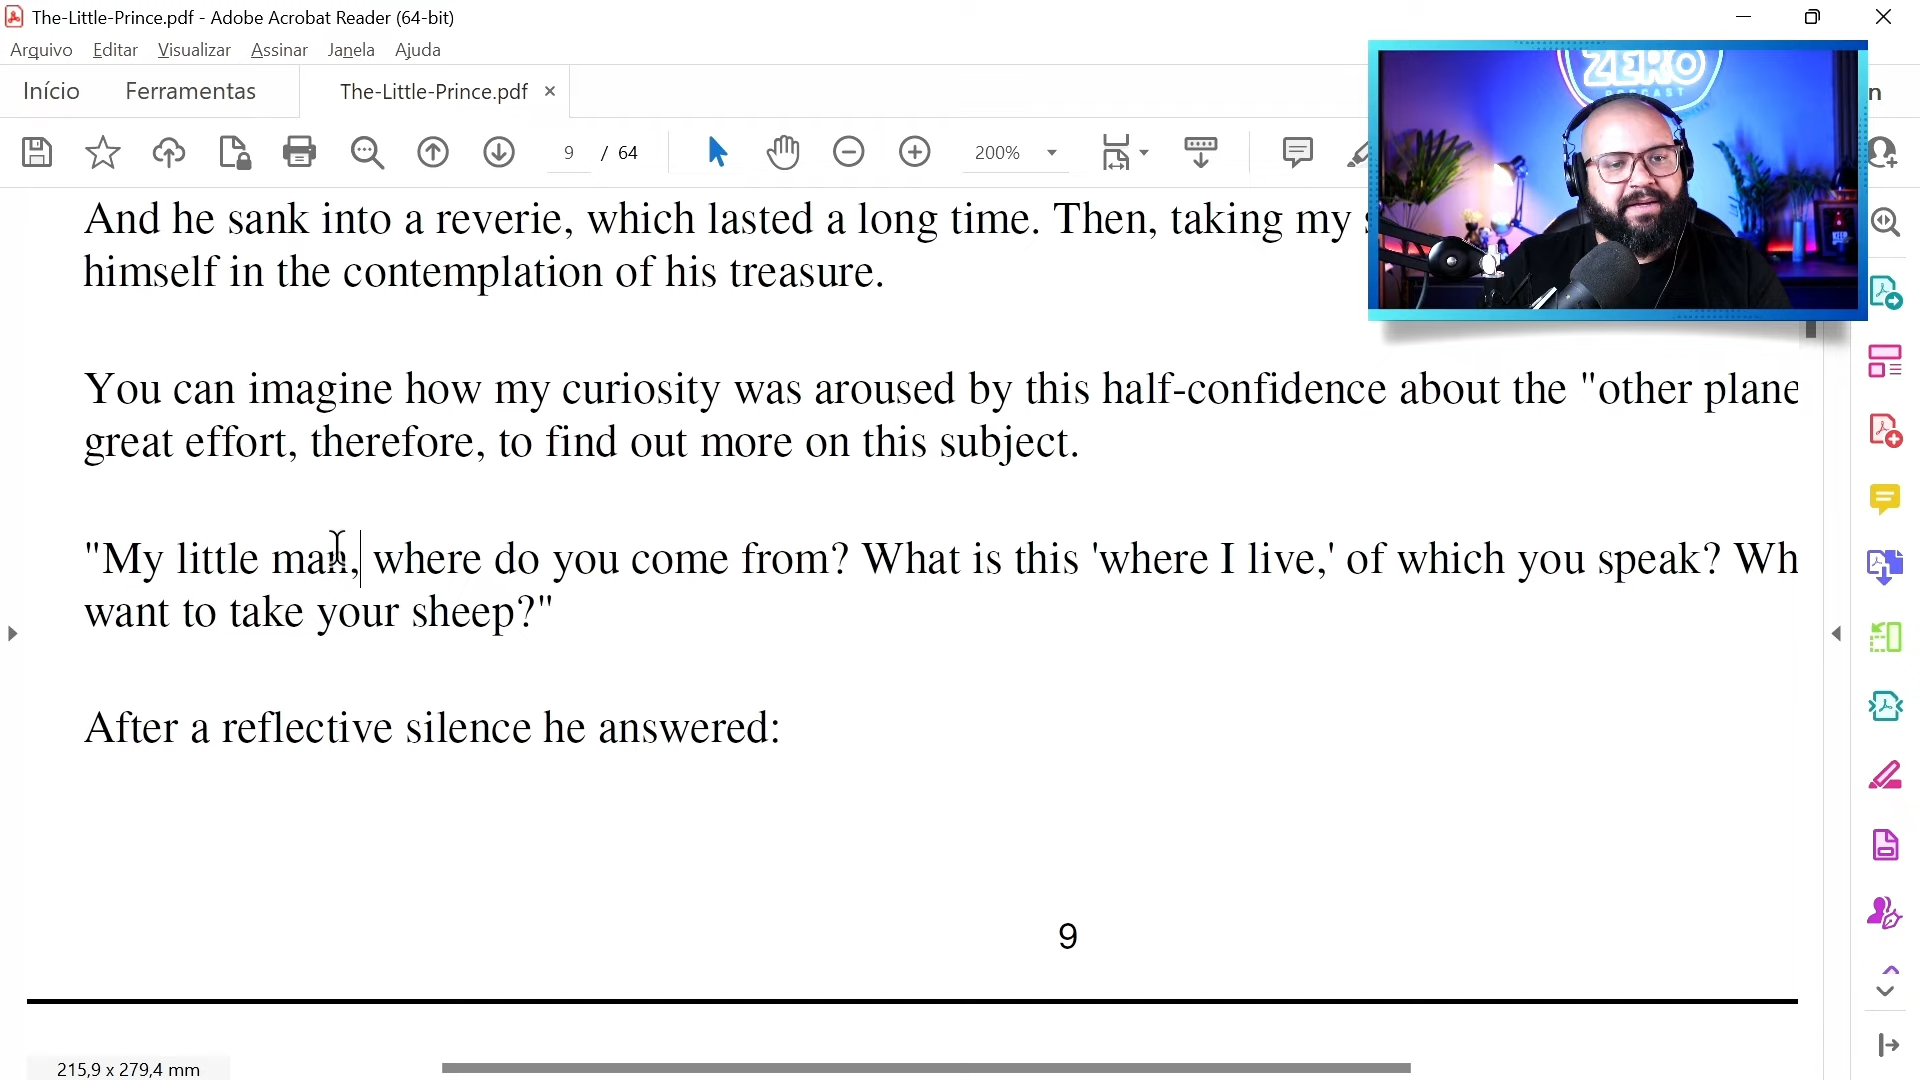 The-Little-Prince.pdf - Adobe Acrobat Reader (64-bit)
Arquivo Editar Visualizar Assinar Janela Ajuda
Início Ferramentas The-Little-Prince.pdf ×
9 / 64 200%
ZERO
PODCAST
And he sank into a reverie, which lasted a long time. Then, taking my
himself in the contemplation of his treasure.
You can imagine how my curiosity was aroused by this half-confidence about the "other plane
great effort, therefore, to find out more on this subject.
"My little man, where do you come from? What is this 'where I live,' of which you speak? Wh
want to take your sheep?"
After a reflective silence he answered:
9
215,9 x 279,4 mm